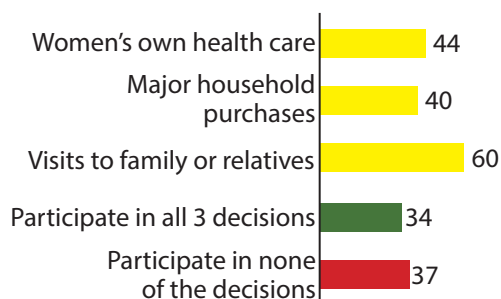 Women’s own health care 44
Major household
purchases 40
Visits to family or relatives 60
Participate in all 3 decisions 34
Participate in none
of the decisions 37